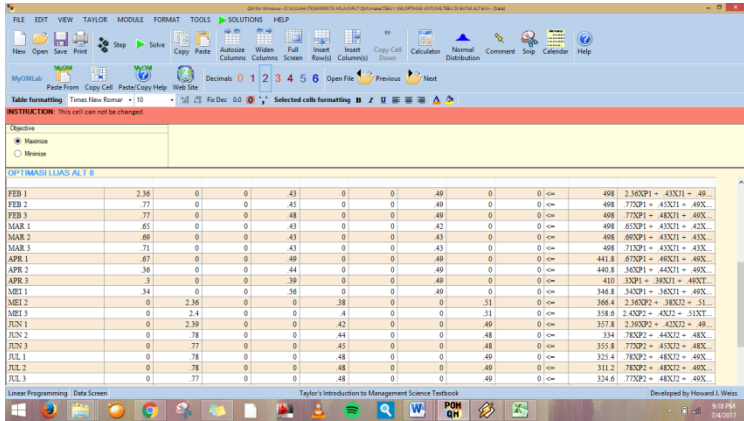 FILE EDIT VIEW TAYLOR MODULE FORMAT TOOLS SOLUTIONS HELP
New Open Save Print Step Solve Copy Paste Autosize Columns Widen Columns Full Screen Insert Row(s) Insert Column(s) Copy Cell Down Calculator Normal Distribution Comment Snip Calendar Help
MyOMLab Paste From Copy Cell Paste/Copy Help Web Site Decimals 0 1 2 3 4 5 6 Open File Previous Next
Table formatting Times New Romar 10 Fix Dec 0.0 Selected cells formatting B I U
INSTRUCTION: This cell can not be changed.
Objective
Maximize
Minimize
OPTIMASI LUAS ALT 8
FEB 1 2.36 0 0 .43 0 0 .49 0 0 <= 498 2.36XP1 + .43XJ1 + .49...
FEB 2 .77 0 0 .45 0 0 .49 0 0 <= 498 .77XP1 + .45XJ1 + .49X...
FEB 3 .77 0 0 .48 0 0 .49 0 0 <= 498 .77XP1 + .48XJ1 + .49X...
MAR 1 .65 0 0 .43 0 0 .42 0 0 <= 498 .65XP1 + .43XJ1 + .42X...
MAR 2 .69 0 0 .43 0 0 .43 0 0 <= 498 .69XP1 + .43XJ1 + .43X...
MAR 3 .71 0 0 .43 0 0 .43 0 0 <= 498 .71XP1 + .43XJ1 + .43X...
APR 1 .67 0 0 .49 0 0 .49 0 0 <= 441.8 .67XP1 + .49XJ1 + .49X...
APR 2 .36 0 0 .44 0 0 .49 0 0 <= 440.8 .36XP1 + .44XJ1 + .49X...
APR 3 .3 0 0 .39 0 0 .49 0 0 <= 410 .3XP1 + .39XJ1 + .49XT...
MEI 1 .34 0 0 .36 0 0 .49 0 0 <= 346.8 .34XP1 + .36XJ1 + .49X...
MEI 2 0 2.36 0 0 .38 0 0 .51 0 <= 366.4 2.36XP2 + .38XJ2 + .51...
MEI 3 0 2.4 0 0 .4 0 0 .51 0 <= 358.6 2.4XP2 + .4XJ2 + .51XT...
JUN 1 0 2.39 0 0 .42 0 0 .49 0 <= 357.8 2.39XP2 + .42XJ2 + .49...
JUN 2 0 .78 0 0 .44 0 0 .48 0 <= 334 .78XP2 + .44XJ2 + .48X...
JUN 3 0 .77 0 0 .45 0 0 .48 0 <= 355.8 .77XP2 + .45XJ2 + .48X...
JUL 1 0 .78 0 0 .48 0 0 .49 0 <= 325.4 .78XP2 + .48XJ2 + .49X...
JUL 2 0 .78 0 0 .48 0 0 .49 0 <= 311.2 .78XP2 + .48XJ2 + .49X...
JUL 3 0 .77 0 0 .48 0 0 .49 0 <= 324.6 .77XP2 + .48XJ2 + .49X...
Linear Programming Data Screen Taylor's Introduction to Management Science Textbook Developed by Howard J. Weiss
POM QM
9:18 PM
7/4/2017